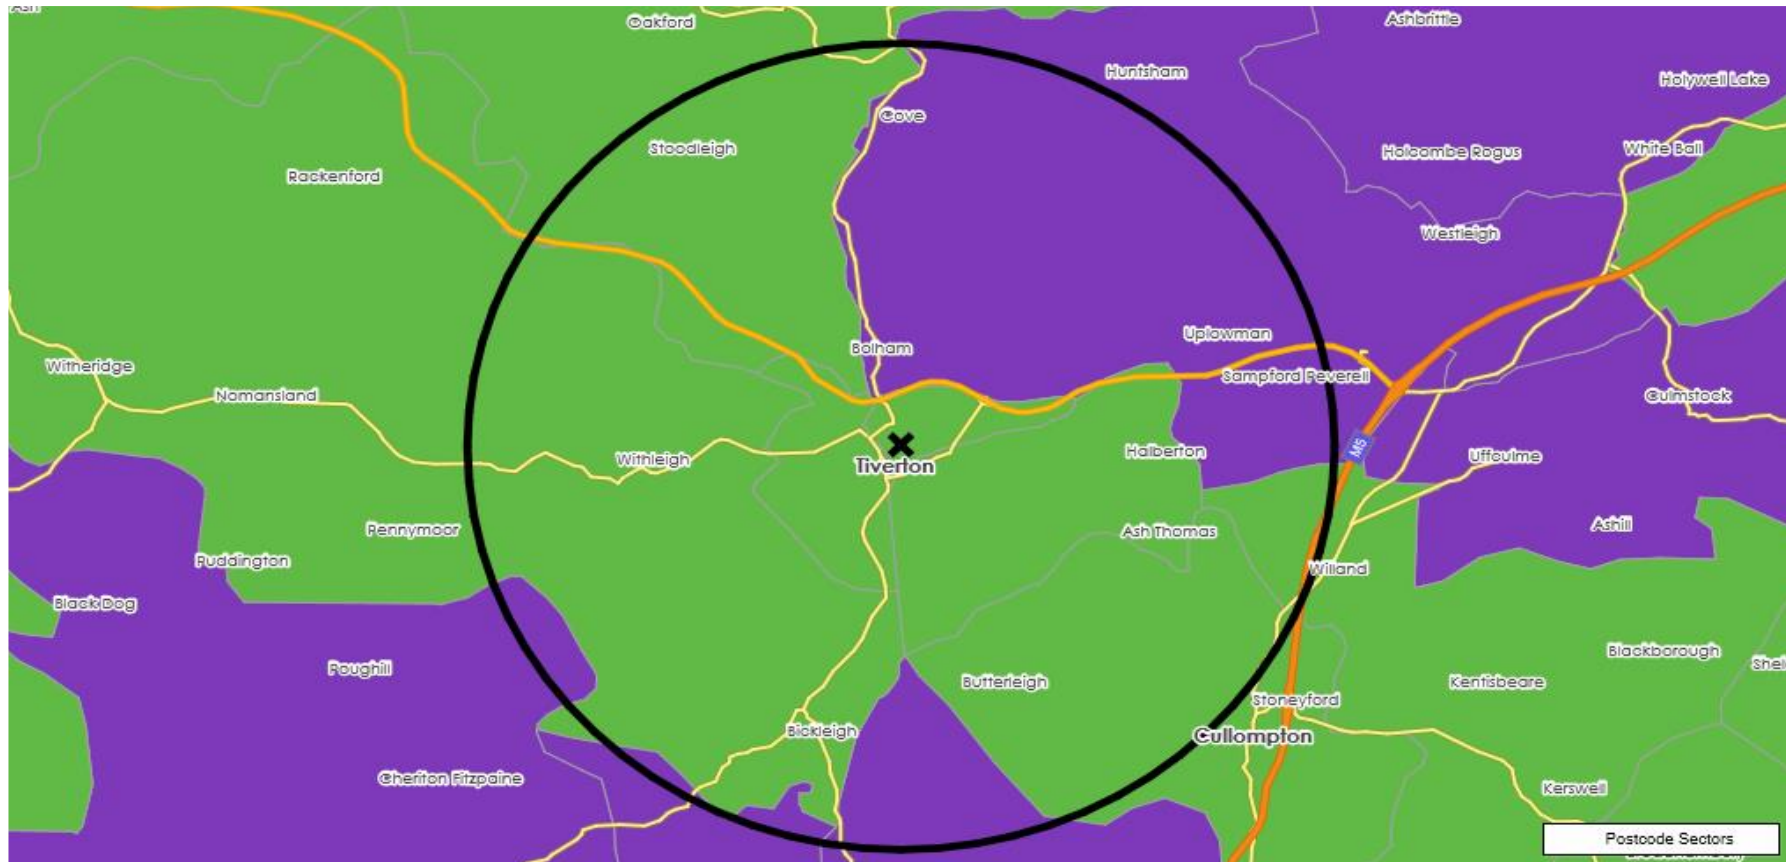 Ash
Oakford
Ashbrittle
Huntsham
Holywell Lake
Cove
Stoodleigh
Holcombe Rogus
White Ball
Rackenford
Westleigh
Uplowman
Bolham
Witheridge
Sampford Peverell
Nomansland
Culmstock
M5
Halberton
Uffculme
Withleigh
Tiverton
Ashill
Pennymoor
Ash Thomas
Puddington
Willand
Black Dog
Blackborough
Shel
Poughill
Butterleigh
Kentisbeare
Stoneyford
Bickleigh
Cullompton
Cheriton Fitzpaine
Kerswell
Postcode Sectors